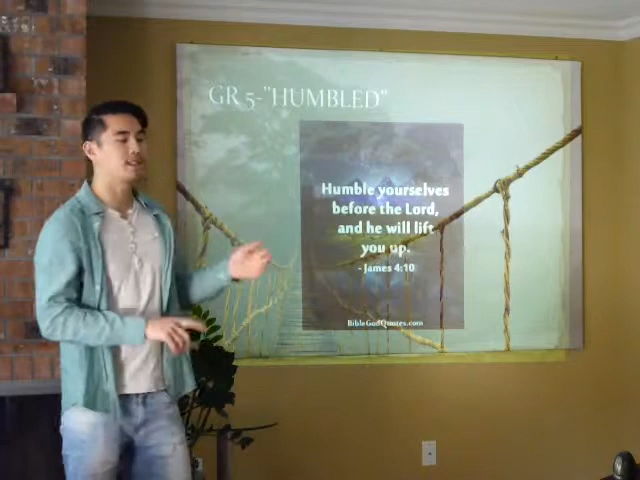 GR 5-"HUMBLED"
Humble yourselves
before the Lord,
and he will lift
you up.
- James 4:10
BibleGodQuotes.com